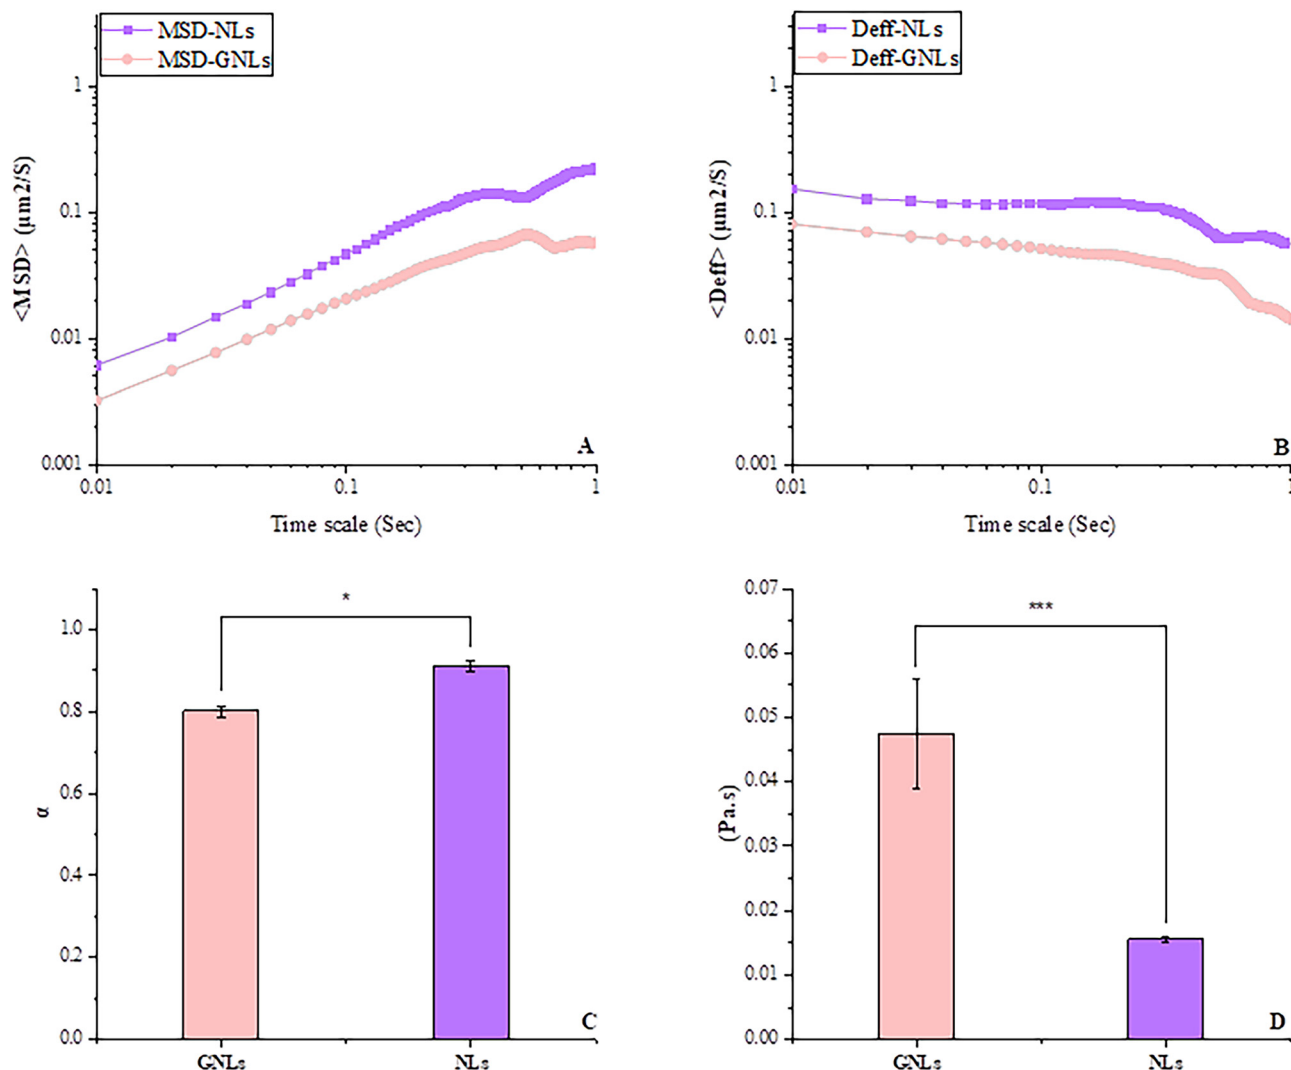 MSD-NLs
MSD-GNLs
<MSD> (μm2/S)
1
0.1
0.01
0.001
0.01
0.1
1
Time scale (Sec)
A
Deff-NLs
Deff-GNLs
<Deff> (μm2/S)
1
0.1
0.01
0.001
0.01
0.1
1
Time scale (Sec)
B
α
1.0
0.8
0.6
0.4
0.2
0.0
*
GNLs
NLs
C
(Pa.s)
0.07
0.06
0.05
0.04
0.03
0.02
0.01
0.00
***
GNLs
NLs
D